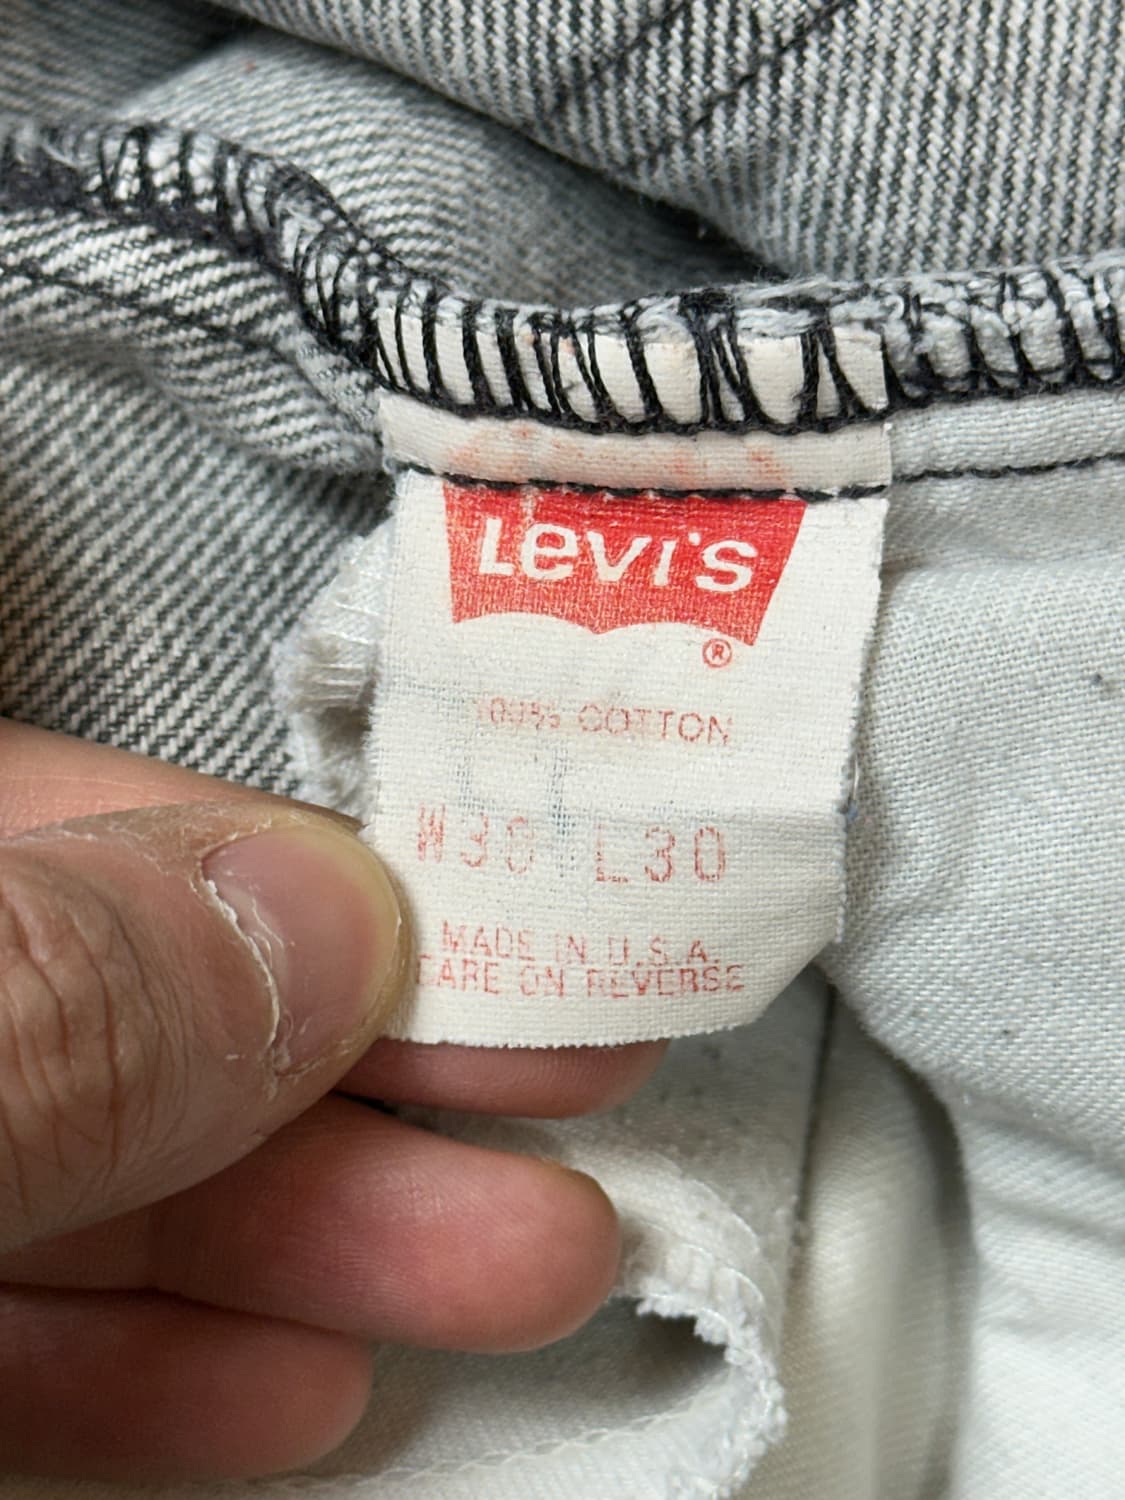 Levi's
®
100% COTTON
W30 L30
MADE IN U.S.A.
CARE ON REVERSE